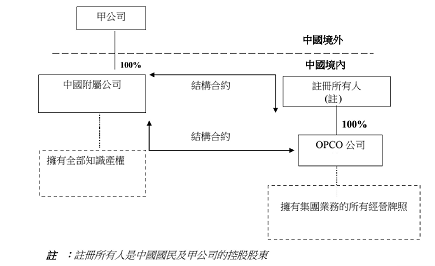 甲公司
中國境外
100%
中國境內
中國附屬公司
結構合約
註冊所有人
(註)
100%
結構合約
OPCO 公司
擁有全部知識產權
擁有集團業務的所有經營牌照
註 ：註冊所有人是中國國民及甲公司的控股股東